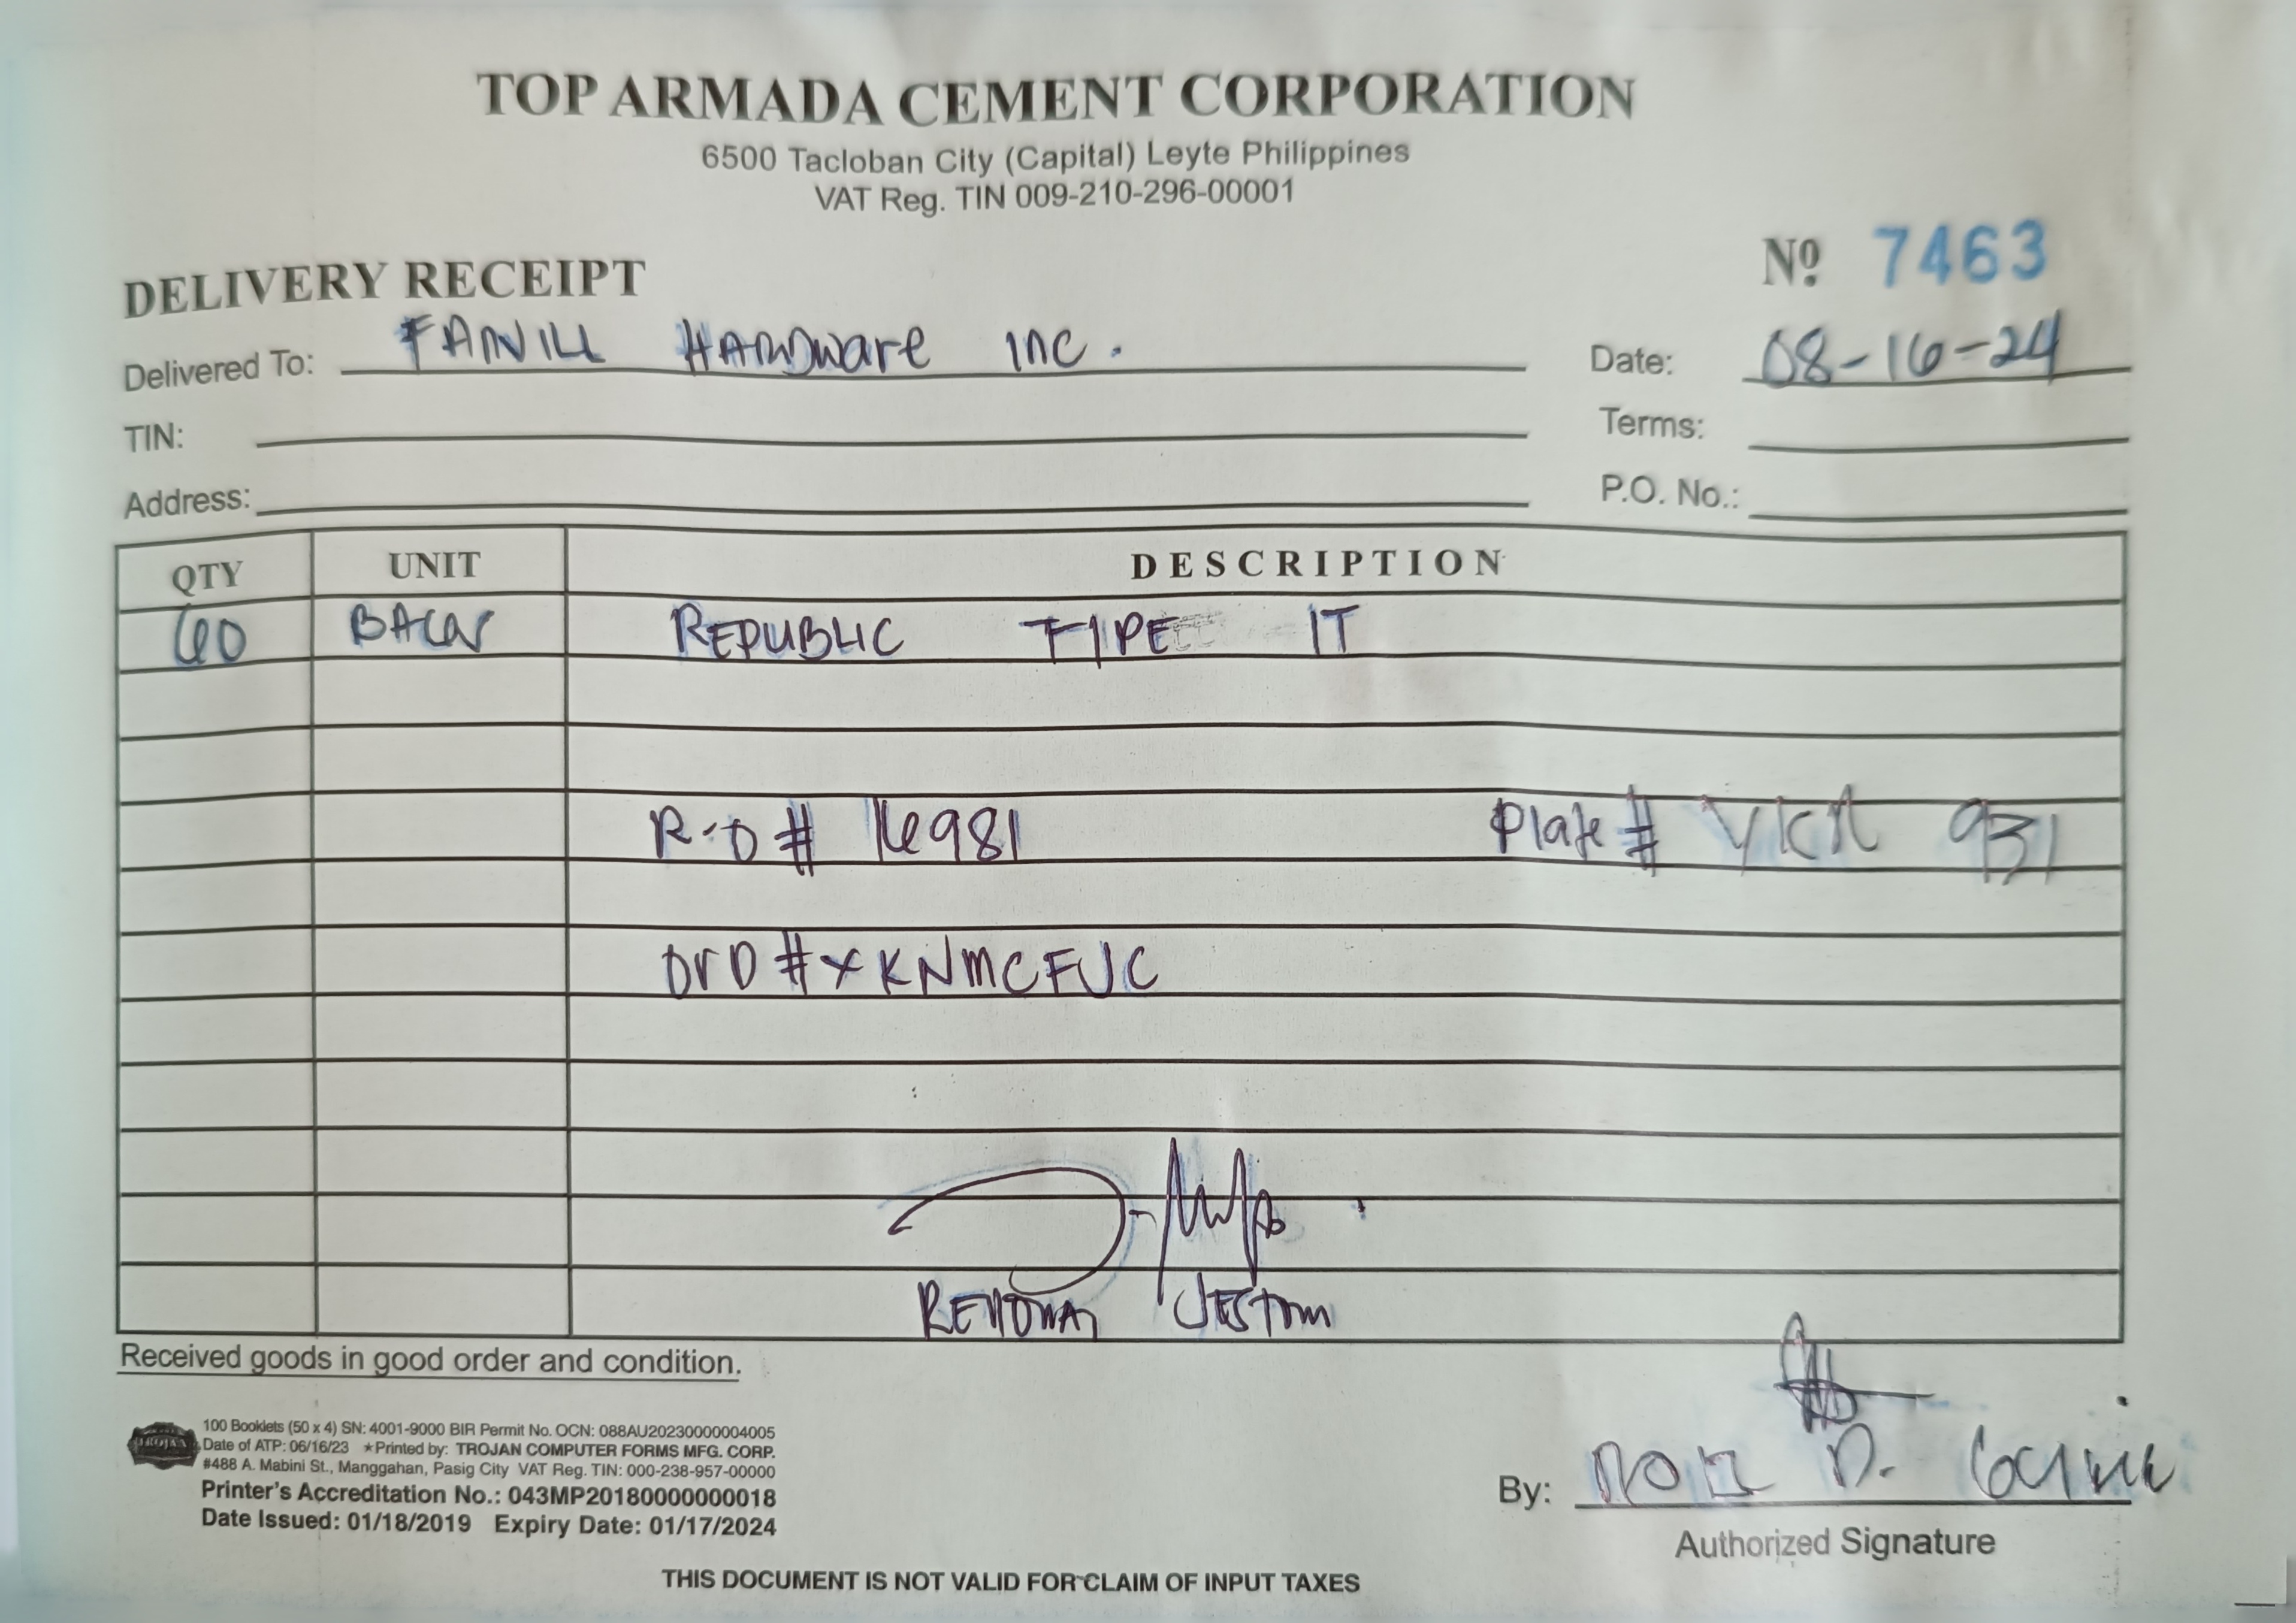 TOP ARMADA CEMENT CORPORATION
6500 Tacloban City (Capital) Leyte Philippines
VAT Reg. TIN 009-210-296-00001
DELIVERY RECEIPT Nº 7463
Delivered To: FANILL HARDware INC. Date: 08-16-24
TIN: Terms:
Address: P.O. No.:
QTY UNIT DESCRIPTION
60 REPUBLIC TYPE IT
R.O # 16981 Plate # 931
OrD # XKNMCFUC
JESTONI
Received goods in good order and condition.
TROJAN
100 Booklets (50 x 4) SN: 4001-9000 BIR Permit No. OCN: 088AU20230000004005
Date of ATP: 06/16/23 ★Printed by: TROJAN COMPUTER FORMS MFG. CORP.
#488 A. Mabini St., Manggahan, Pasig City VAT Reg. TIN: 000-238-957-00000
Printer's Accreditation No.: 043MP20180000000018
Date Issued: 01/18/2019 Expiry Date: 01/17/2024
By:
Authorized Signature
THIS DOCUMENT IS NOT VALID FOR CLAIM OF INPUT TAXES